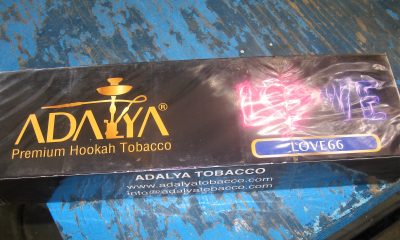 ADALYA®
Premium Hookah Tobacco
LOVE66
ADALYA TOBACCO
www.adalyatobacco.com
info@adalyatobacco.com